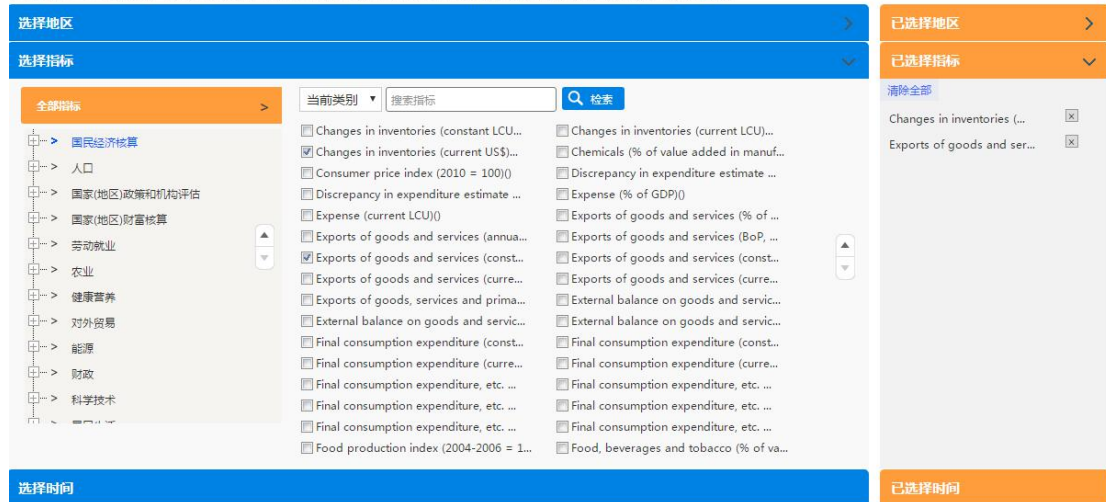 选择地区
已选择地区
选择指标
已选择指标
清除全部
Changes in inventories (...
Exports of goods and ser...
全部指标
国民经济核算
人口
国家(地区)政策和机构评估
国家(地区)财富核算
劳动就业
农业
健康营养
对外贸易
能源
财政
科学技术
当前类别
搜索指标
检索
Changes in inventories (constant LCU...
Changes in inventories (current LCU)...
Changes in inventories (current US$)...
Chemicals (% of value added in manuf...
Consumer price index (2010 = 100)()
Discrepancy in expenditure estimate ...
Discrepancy in expenditure estimate ...
Expense (% of GDP)()
Expense (current LCU)()
Exports of goods and services (% of ...
Exports of goods and services (annua...
Exports of goods and services (BoP, ...
Exports of goods and services (const...
Exports of goods and services (const...
Exports of goods and services (curre...
Exports of goods and services (curre...
Exports of goods, services and prima...
External balance on goods and servic...
External balance on goods and servic...
External balance on goods and servic...
Final consumption expenditure (const...
Final consumption expenditure (const...
Final consumption expenditure (curre...
Final consumption expenditure (curre...
Final consumption expenditure, etc. ...
Final consumption expenditure, etc. ...
Final consumption expenditure, etc. ...
Final consumption expenditure, etc. ...
Final consumption expenditure, etc. ...
Final consumption expenditure, etc. ...
Food production index (2004-2006 = 1...
Food, beverages and tobacco (% of va...
选择时间
已选择时间